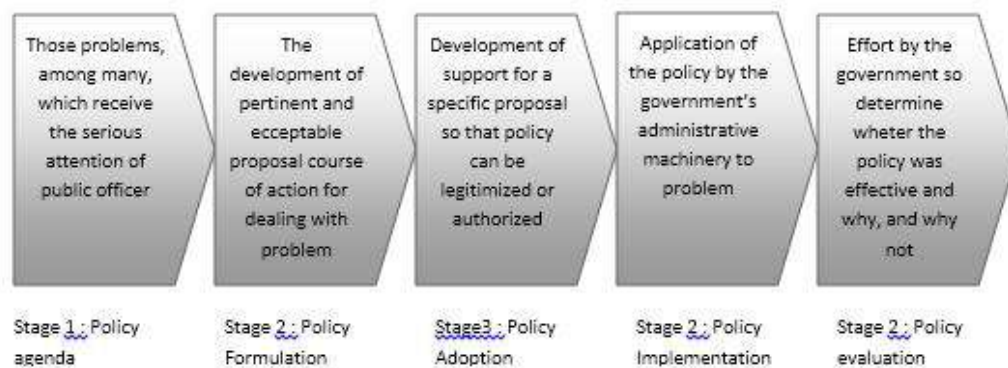 Those problems,
among many,
which receive
the serious
attention of
public officer
The
development of
pertinent and
ecceptable
proposal course
of action for
dealing with
problem
Development of
support for a
specific proposal
so that policy
can be
legitimized or
authorized
Application of
the policy by the
government's
administrative
machinery to
problem
Effort by the
government so
determine
wheter the
policy was
effective and
why, and why
not
Stage 1 : Policy
agenda
Stage 2 : Policy
Formulation
Stage3 : Policy
Adoption
Stage 2 : Policy
Implementation
Stage 2 : Policy
evaluation